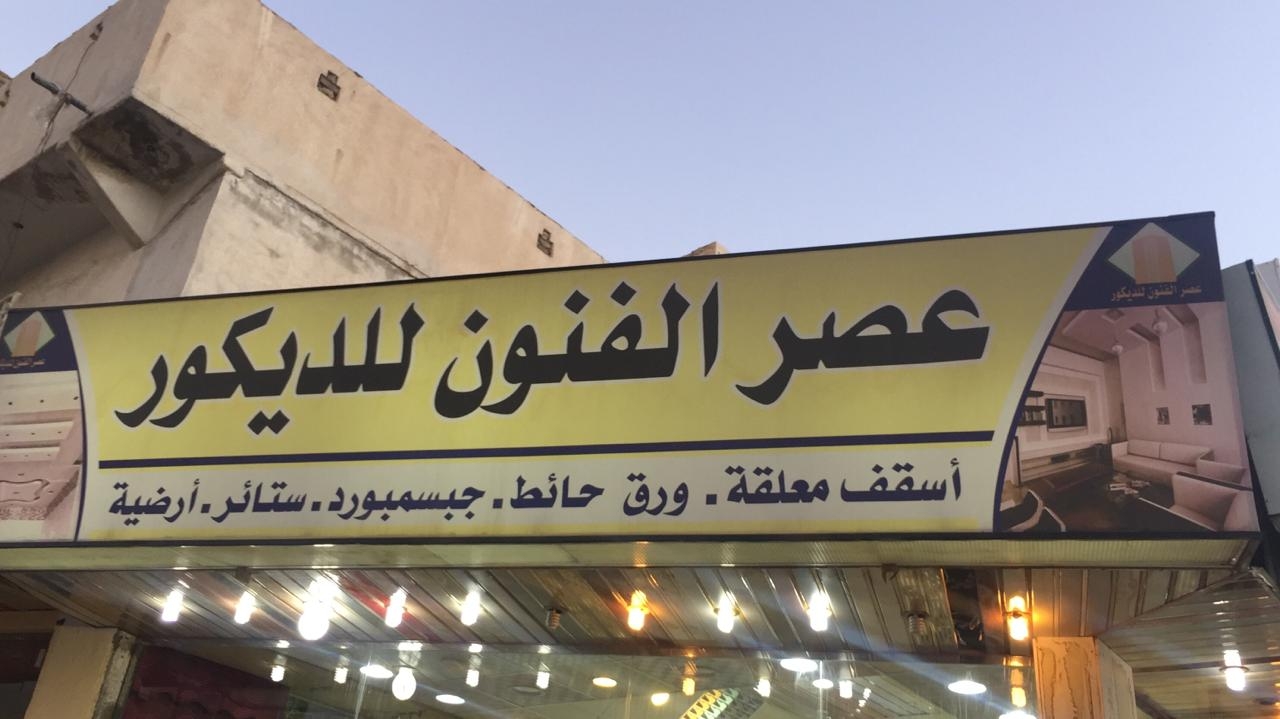 عصر الفنون للديكور
أسقف معلقة . ورق حائط . جبسمبورد . ستائر . أرضية
عصر الفنون للديكور